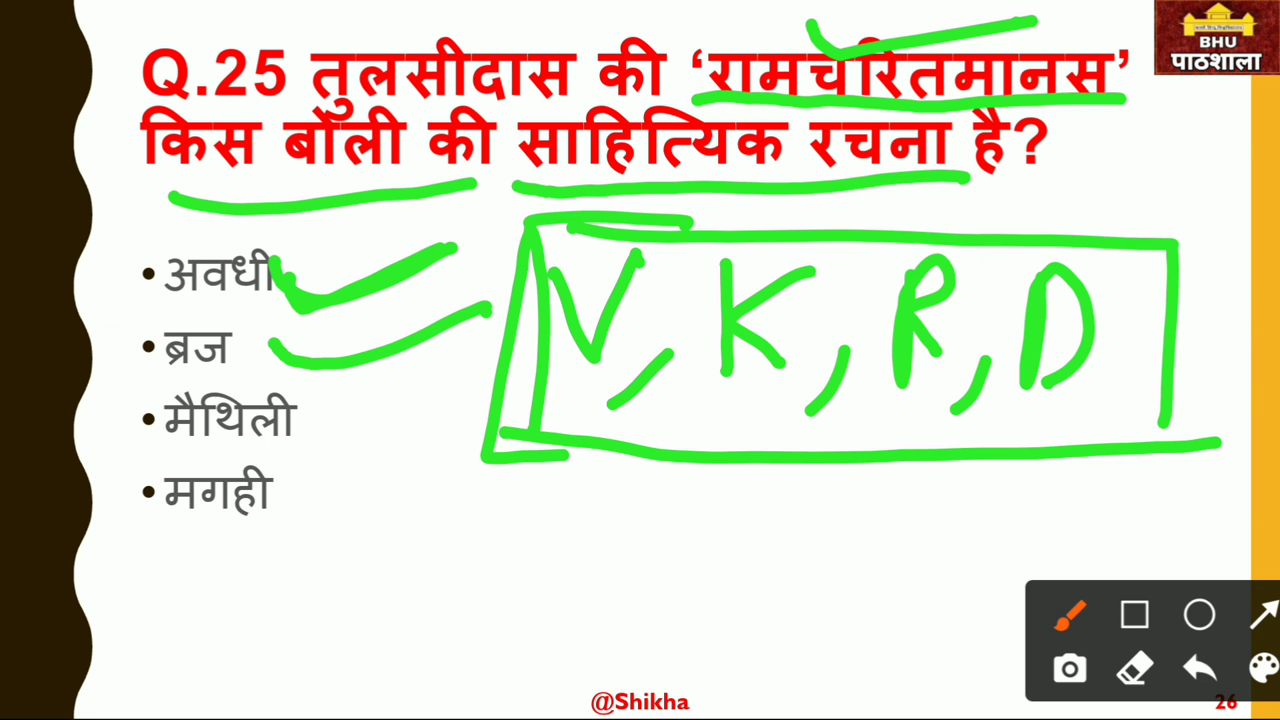 BHU
पाठशाला
Q.25 तुलसीदास की ‘रामचरितमानस’
किस बोली की साहित्यिक रचना है?
• अवधी
• ब्रज
• मैथिली
• मगही
V, K, R, D
@Shikha
26